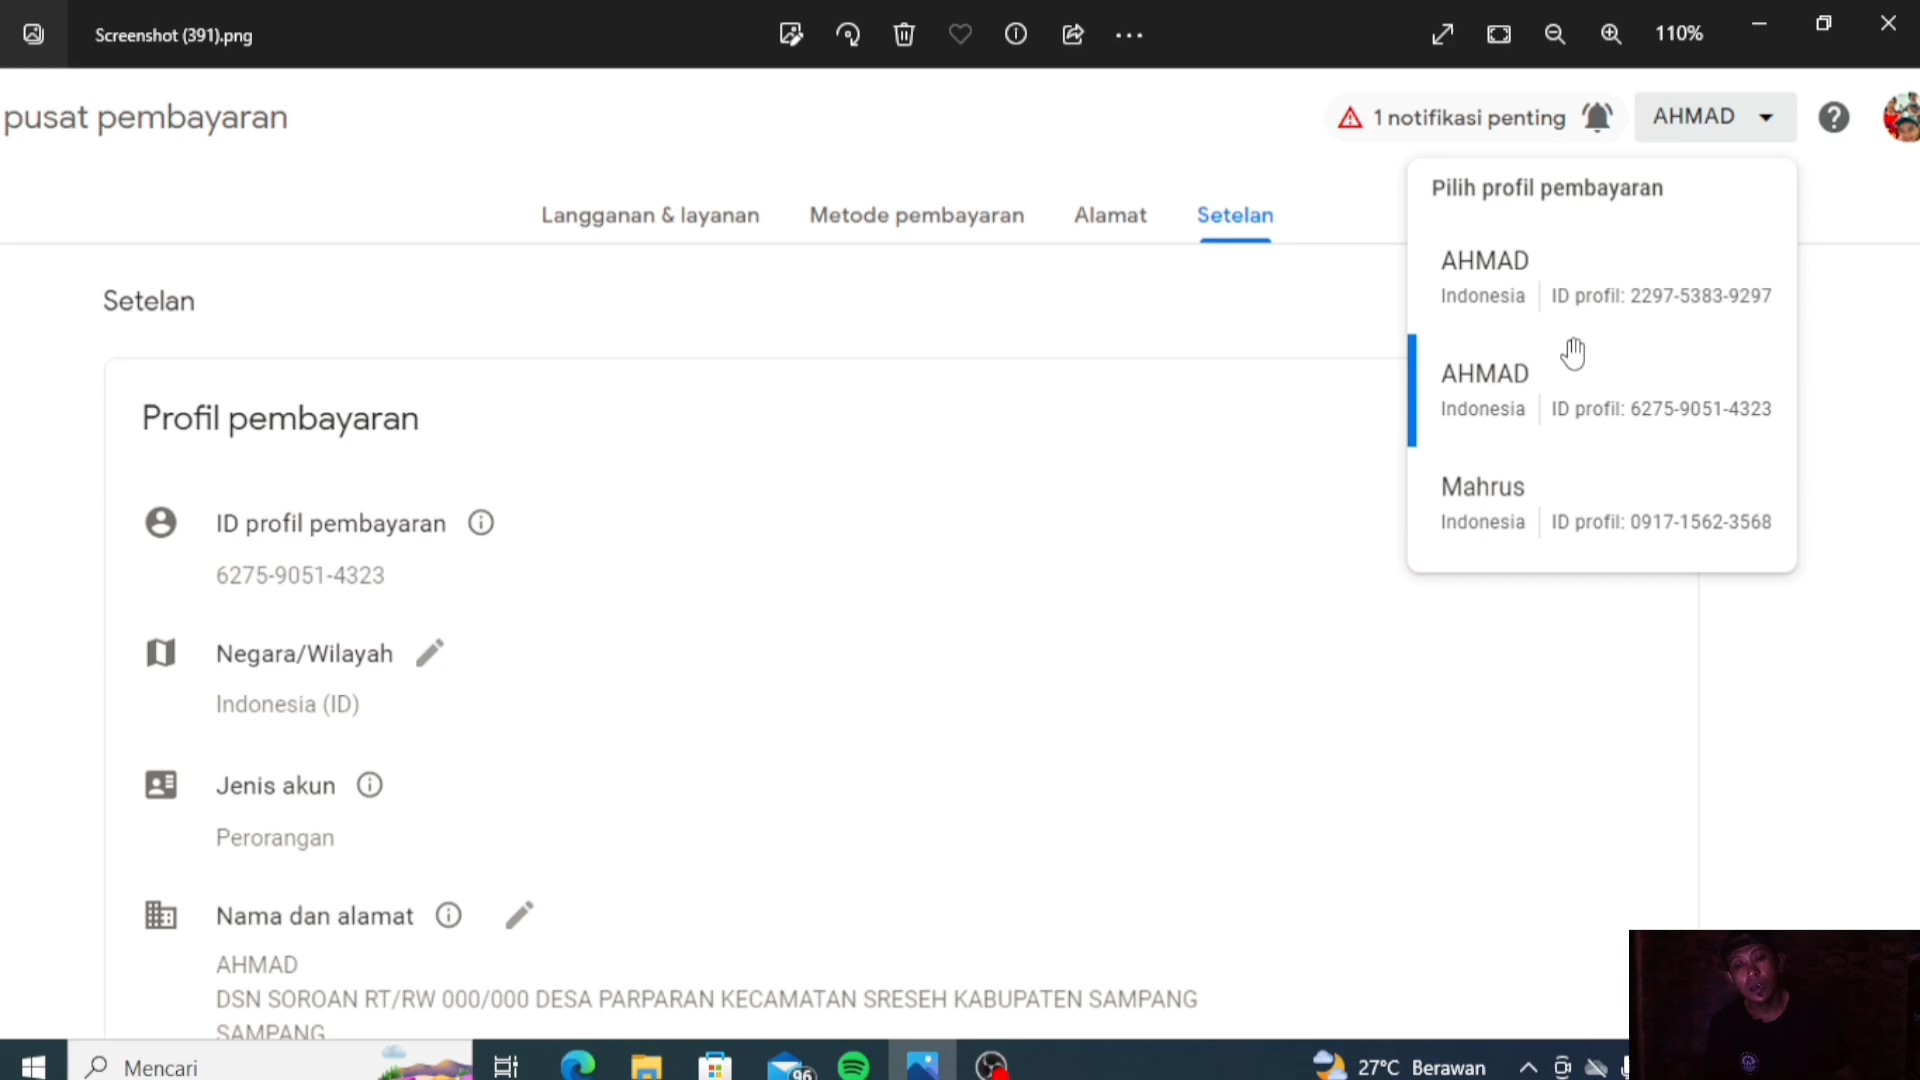 Screenshot (391).png
110%
pusat pembayaran
1 notifikasi penting
AHMAD
Langganan & layanan
Metode pembayaran
Alamat
Setelan
Pilih profil pembayaran
AHMAD
Indonesia
ID profil: 2297-5383-9297
AHMAD
Indonesia
ID profil: 6275-9051-4323
Mahrus
Indonesia
ID profil: 0917-1562-3568
Setelan
Profil pembayaran
ID profil pembayaran
6275-9051-4323
Negara/Wilayah
Indonesia (ID)
Jenis akun
Perorangan
Nama dan alamat
AHMAD
DSN SOROAN RT/RW 000/000 DESA PARPARAN KECAMATAN SRESEH KABUPATEN SAMPANG
SAMPANG
Mencari
96
27°C Berawan